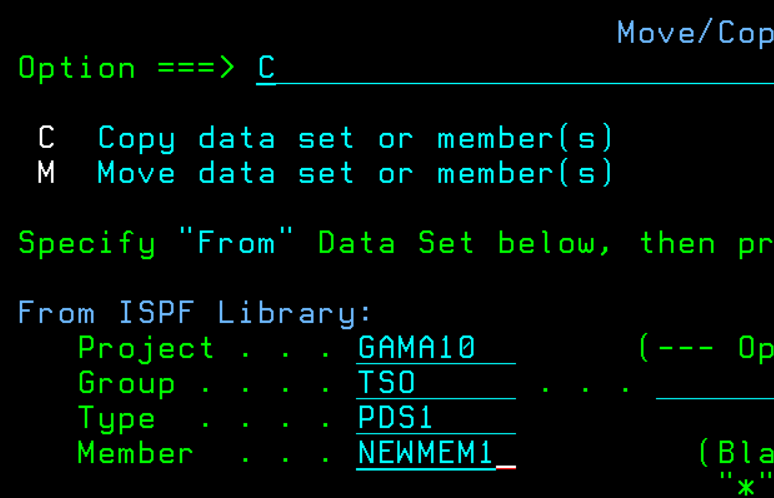 Move/Cop
Option ===> C
C Copy data set or member(s)
M Move data set or member(s)
Specify "From" Data Set below, then pr
From ISPF Library:
Project . . . GAMA10 (--- Op
Group . . . . TSO . . .
Type . . . . PDS1
Member . . . NEWMEM1 (Bla
"*"